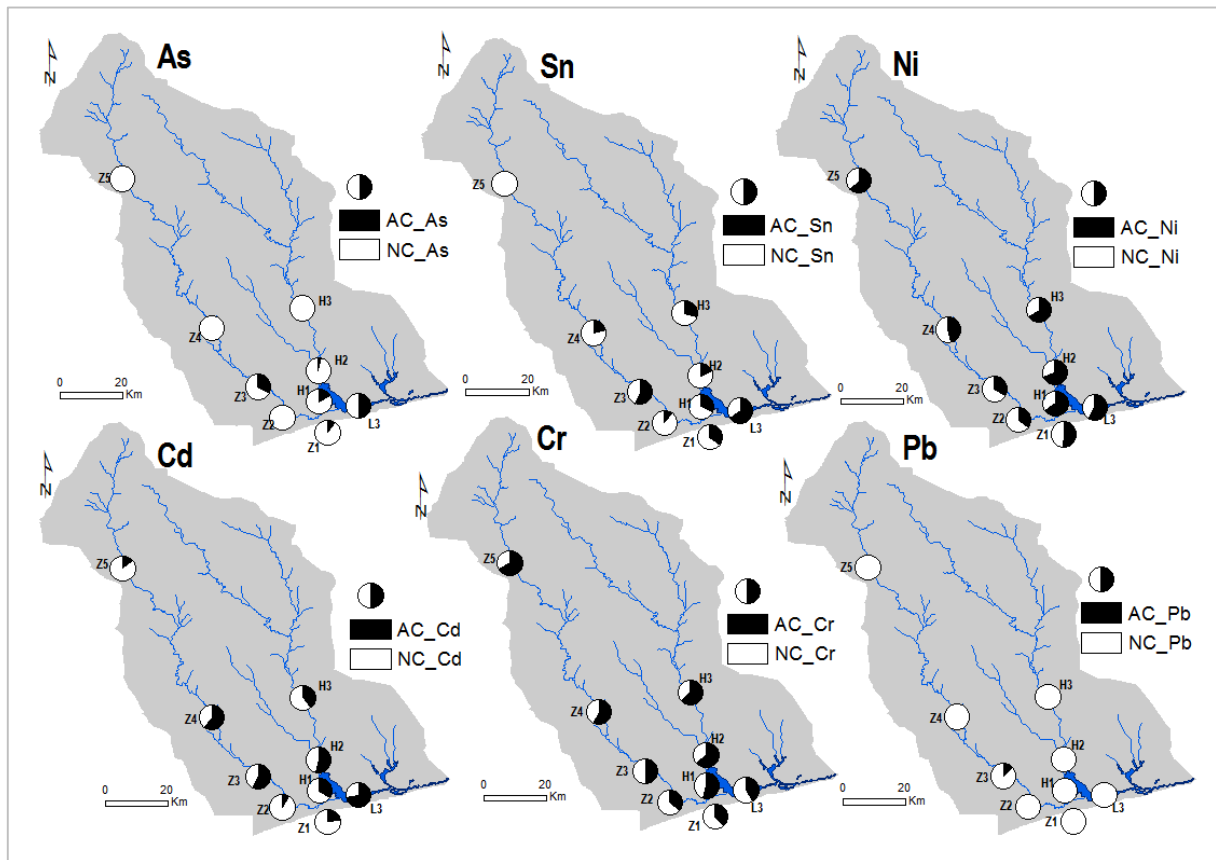 As
N
Z5
AC_As
NC_As
H3
Z4
H2
0 20
Km
Z3
H1
Z2
L3
Z1
Sn
N
Z5
AC_Sn
NC_Sn
H3
Z4
H2
0 20
Km
Z3
H1
Z2
L3
Z1
Ni
N
Z5
AC_Ni
NC_Ni
H3
Z4
H2
0 20
Km
Z3
H1
Z2
L3
Z1
Cd
N
Z5
AC_Cd
NC_Cd
H3
Z4
H2
Z3
H1
0 20
Km
Z2
L3
Z1
Cr
N
Z5
AC_Cr
NC_Cr
H3
Z4
H2
Z3
H1
0 20
Km
Z2
L3
Z1
Pb
N
Z5
AC_Pb
NC_Pb
H3
Z4
H2
Z3
H1
0 20
Km
Z2
L3
Z1